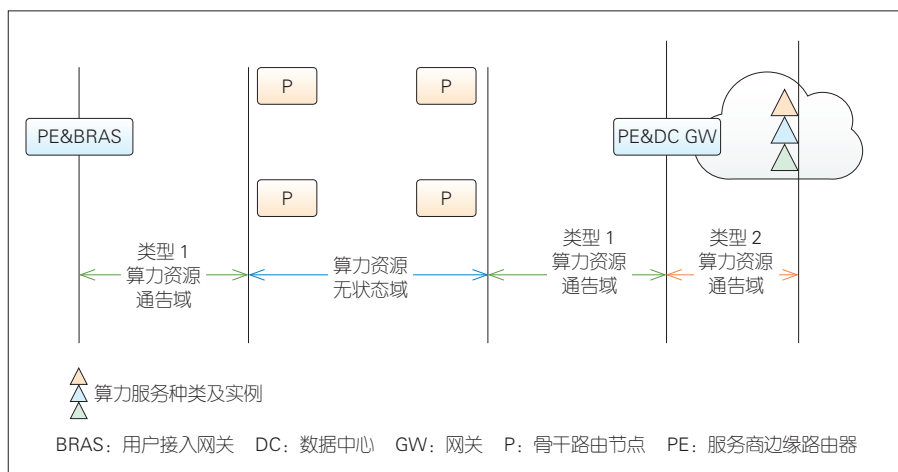 P
P
PE&BRAS
PE&DC GW
P
P
类型 1
算力资源
通告域
算力资源
无状态域
类型 1
算力资源
通告域
类型 2
算力资源
通告域
算力服务种类及实例
BRAS：用户接入网关 DC：数据中心 GW：网关 P：骨干路由节点 PE：服务商边缘路由器